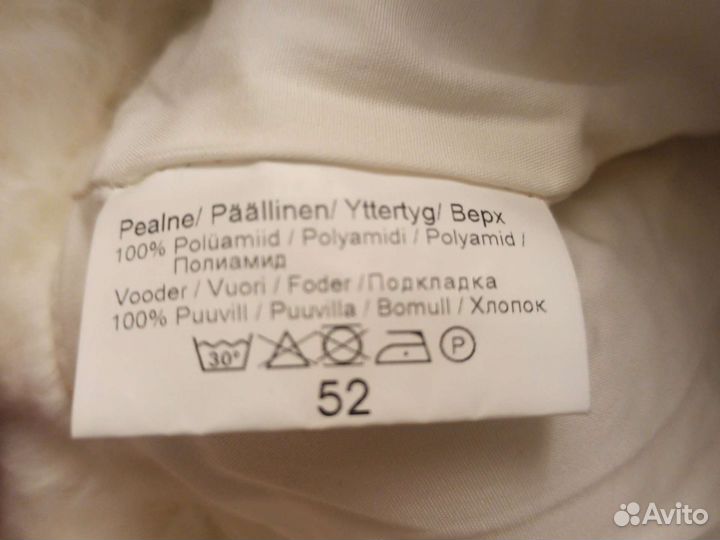 Pealne/ Päällinen/ Yttertyg/ Верх
100% Polüamiid / Polyamidi / Polyamid /
Полиамид
Vooder / Vuori / Foder /Подкладка
100% Puuvill / Puuvilla / Bomull / Хлопок
30° P
52
Avito